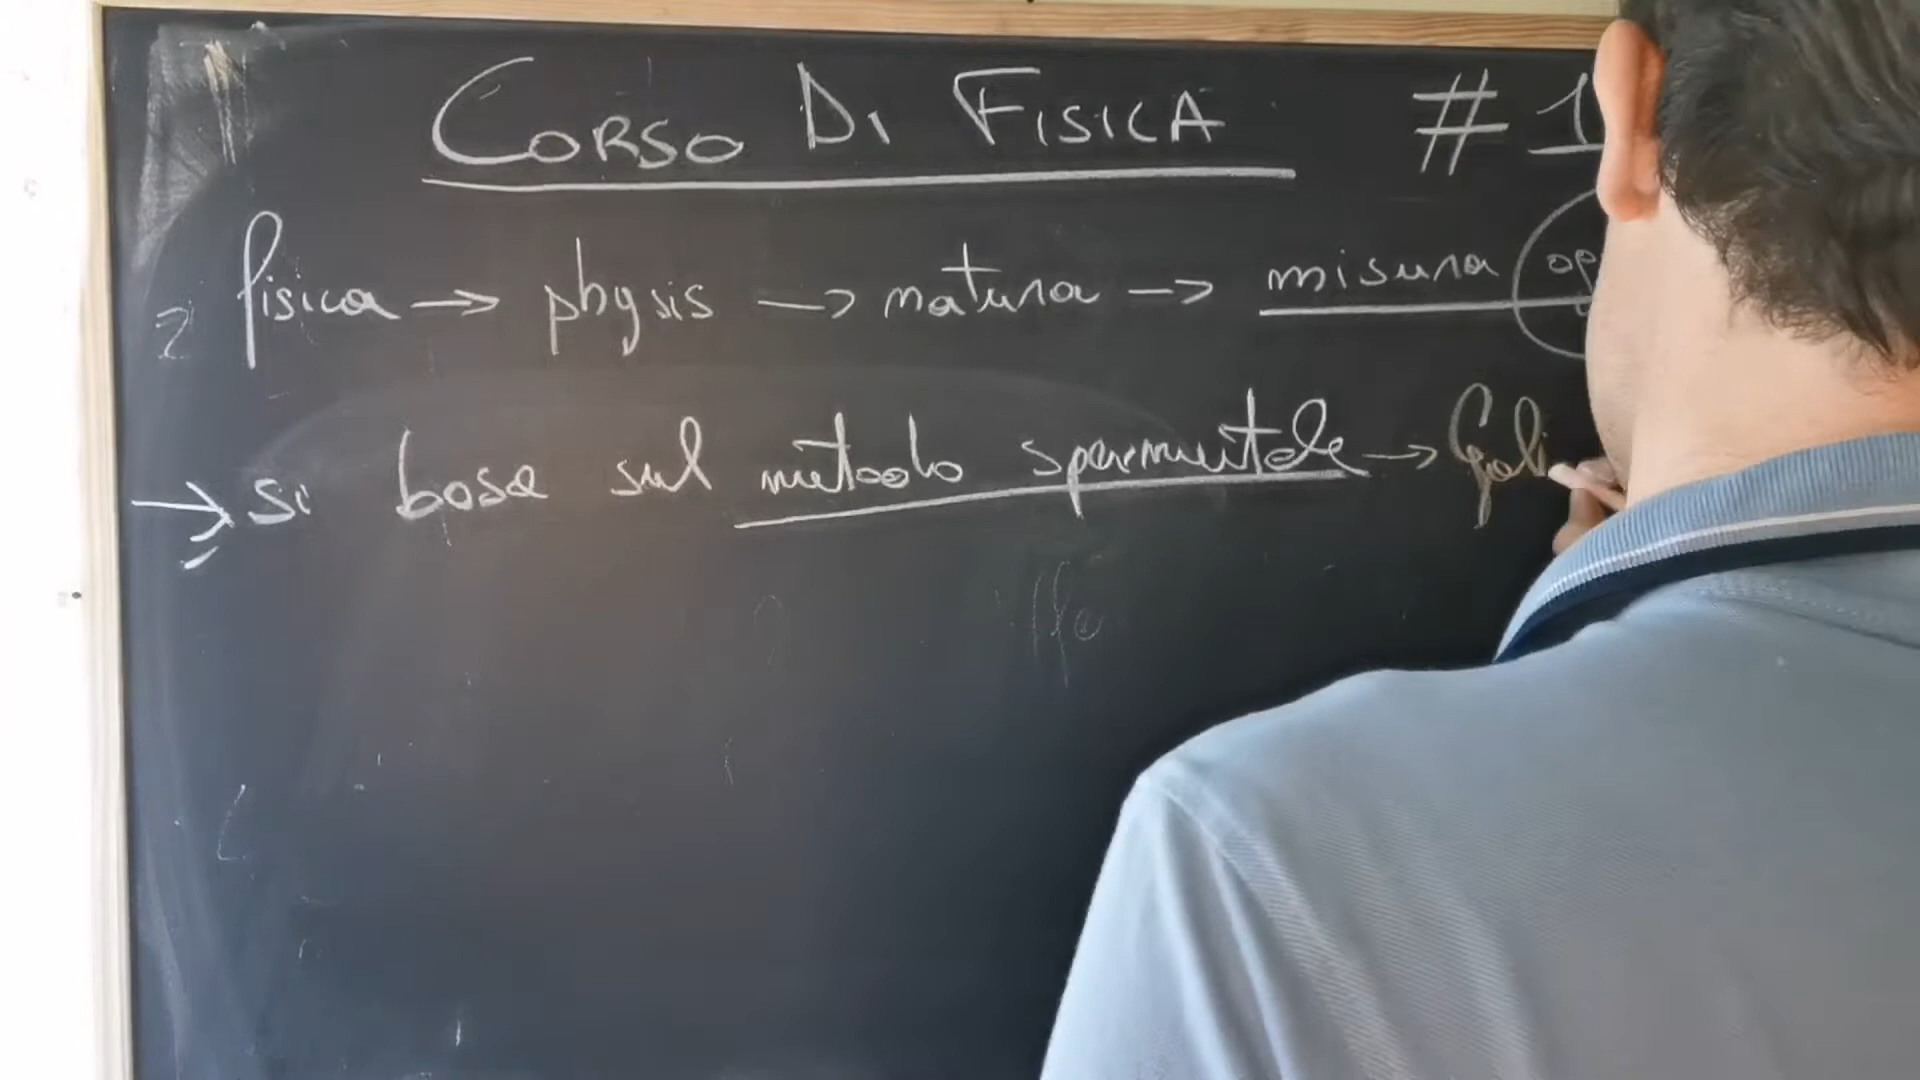 CORSO DI FISICA #1
fisica → physis → natura → misura
→ si basa sul metodo sperimentale → Gali